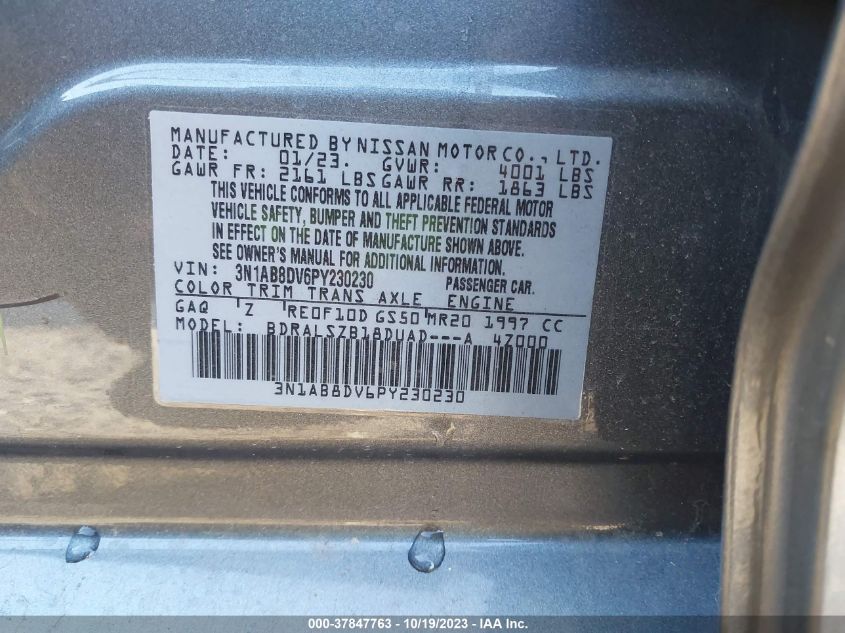 MANUFACTURED BY NISSAN MOTOR CO., LTD.
DATE: 01/23. GVWR: 4001 LBS
GAWR FR: 2161 LBS GAWR RR: 1863 LBS
THIS VEHICLE CONFORMS TO ALL APPLICABLE FEDERAL MOTOR
VEHICLE SAFETY, BUMPER AND THEFT PREVENTION STANDARDS
IN EFFECT ON THE DATE OF MANUFACTURE SHOWN ABOVE.
SEE OWNER'S MANUAL FOR ADDITIONAL INFORMATION.
VIN: 3N1AB8DV6PY230230 PASSENGER CAR.
COLOR TRIM TRANS AXLE ENGINE
GAQ Z RE0F10D GS50 MR20 1997 CC
MODEL: BDRALSZB18DUAD---A 4Z000
3N1AB8DV6PY230230
000-37847763 - 10/19/2023 - IAA Inc.